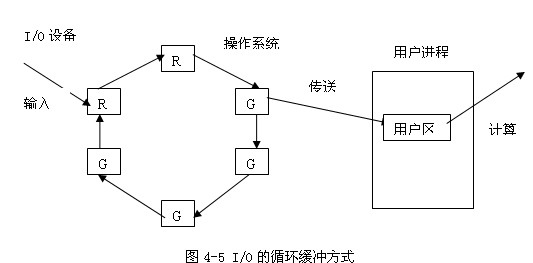 I/O 设备
操作系统
用户进程
R
传送
输入
R
G
用户区
计算
G
G
G
图 4-5 I/O 的循环缓冲方式